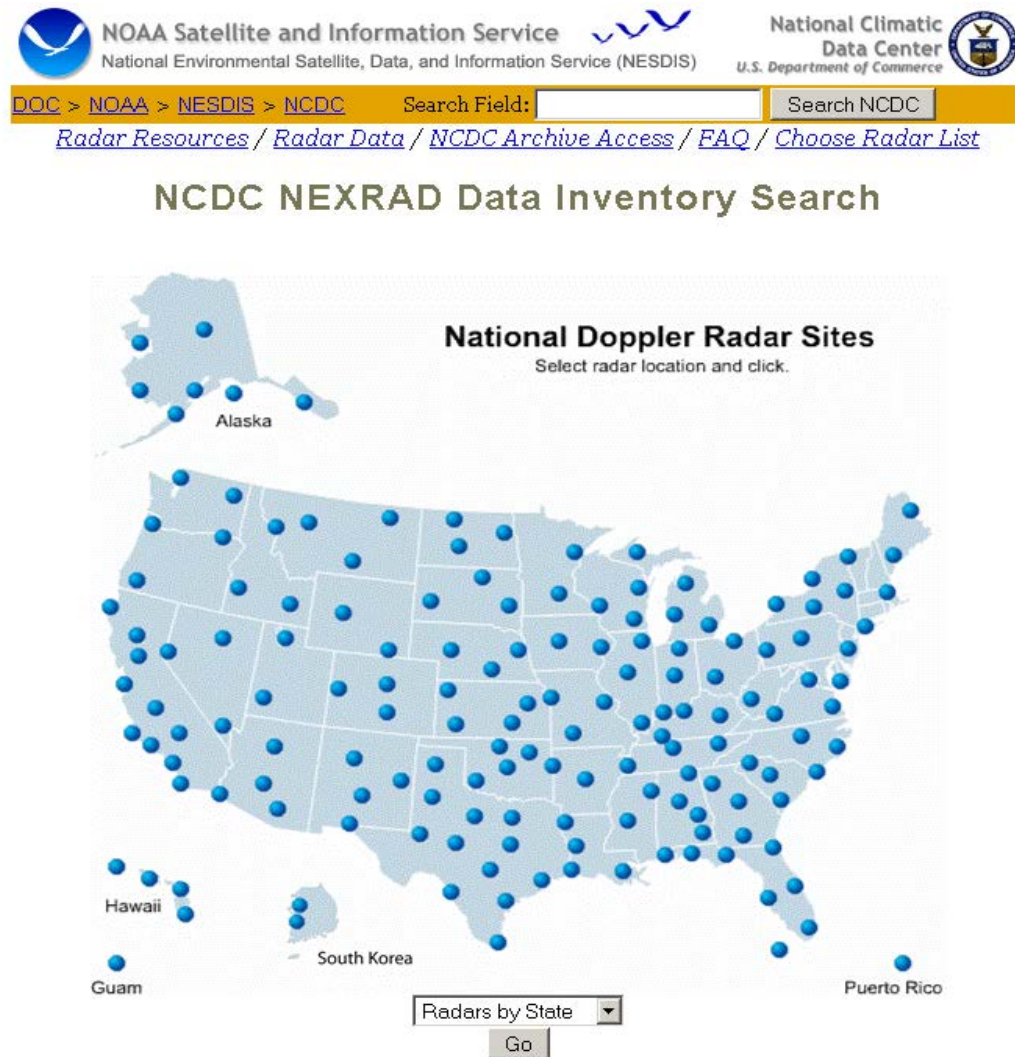 NOAA Satellite and Information Service
National Environmental Satellite, Data, and Information Service (NESDIS)
National Climatic
Data Center
U.S. Department of Commerce
DOC > NOAA > NESDIS > NCDC Search Field: Search NCDC
Radar Resources / Radar Data / NCDC Archive Access / FAQ / Choose Radar List
NCDC NEXRAD Data Inventory Search
National Doppler Radar Sites
Select radar location and click.
Alaska
Hawaii
South Korea
Guam
Puerto Rico
Radars by State
Go